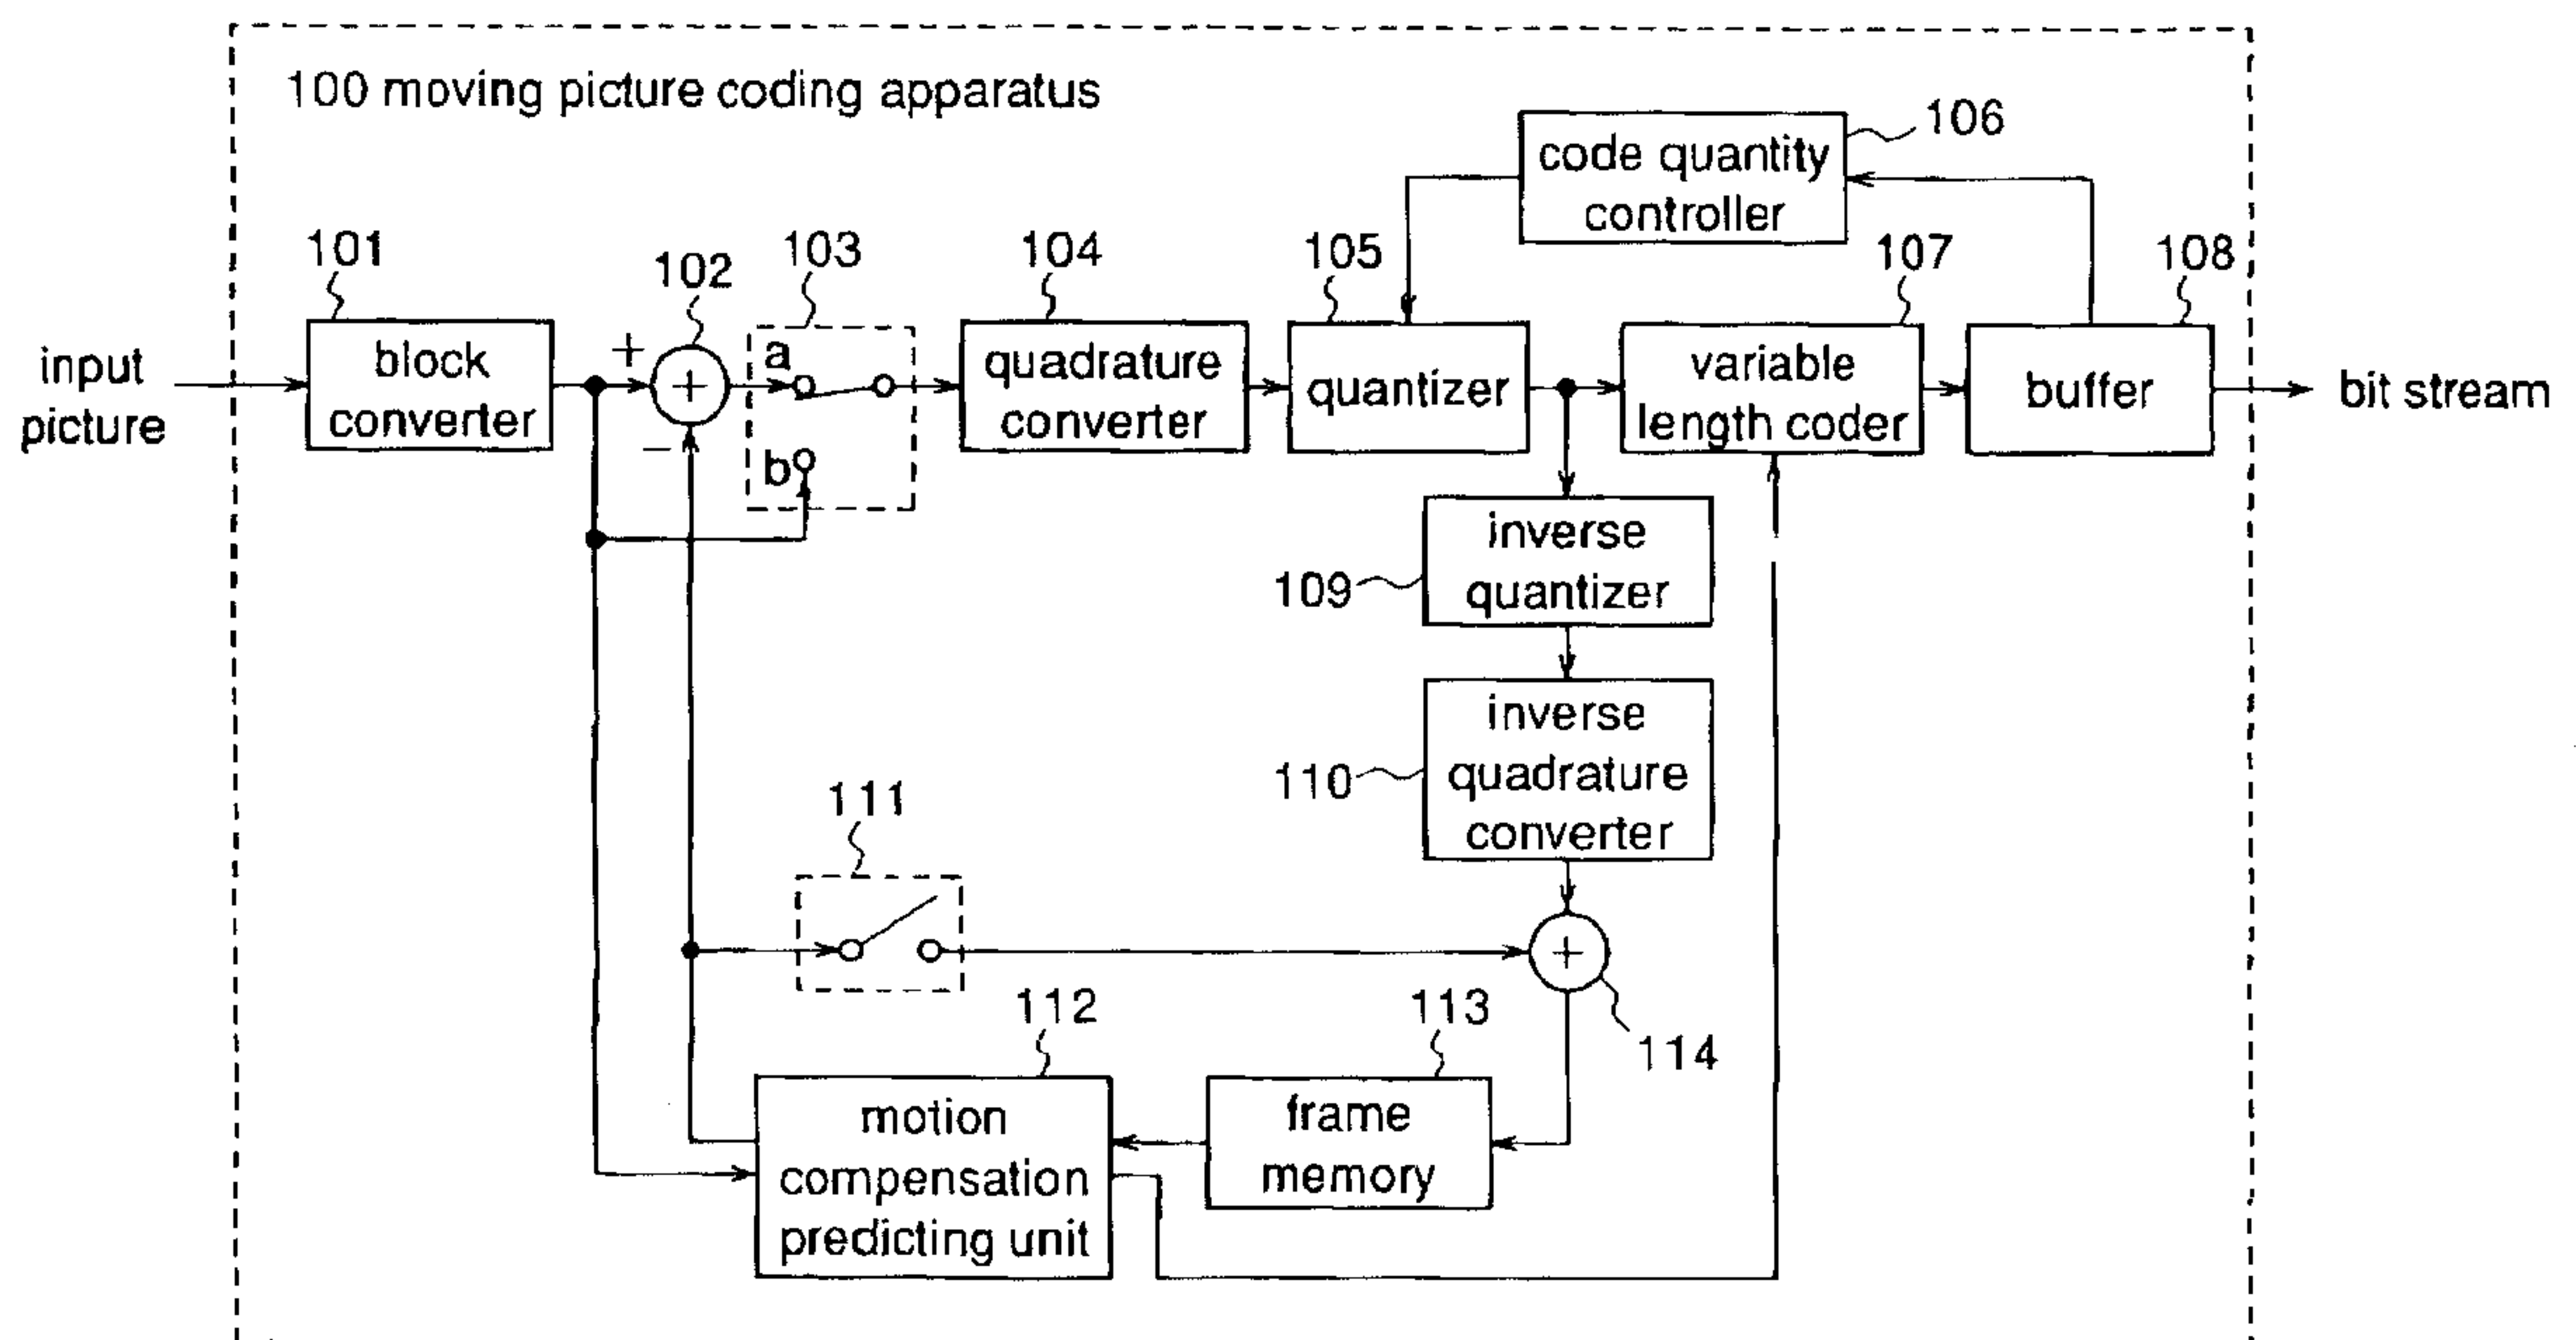 100 moving picture coding apparatus
106
code quantity
controller
101
102
103
104
105
107
108
input
picture
block
converter
+
+
−
a
b
quadrature
converter
quantizer
variable
length coder
buffer
bit stream
109
inverse
quantizer
110
inverse
quadrature
converter
111
+
114
112
motion
compensation
predicting unit
113
frame
memory